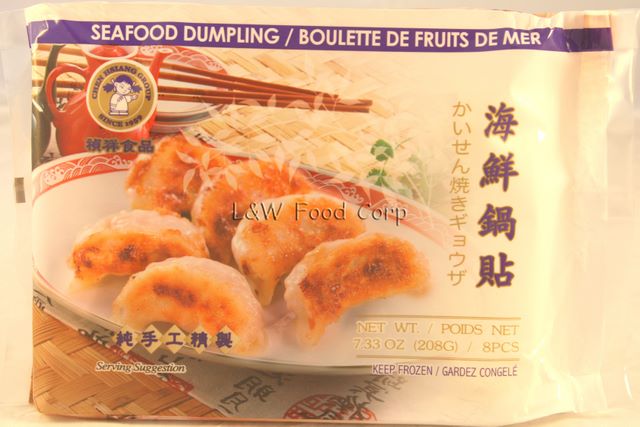 SEAFOOD DUMPLING / BOULETTE DE FRUITS DE MER
CHEN HSIANG GROUP
SINCE 1999
禎祥食品
海鮮鍋貼
かいせん焼きギョウザ
L&W Food Corp
純手工精製
Serving Suggestion
NET WT. / POIDS NET
7.33 OZ (208G) / 8PCS
KEEP FROZEN / GARDEZ CONGELÉ